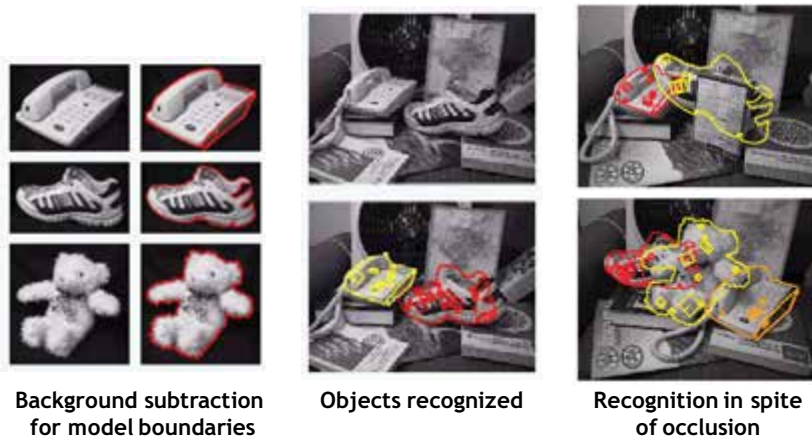 Background subtraction
for model boundaries
Objects recognized
Recognition in spite
of occlusion